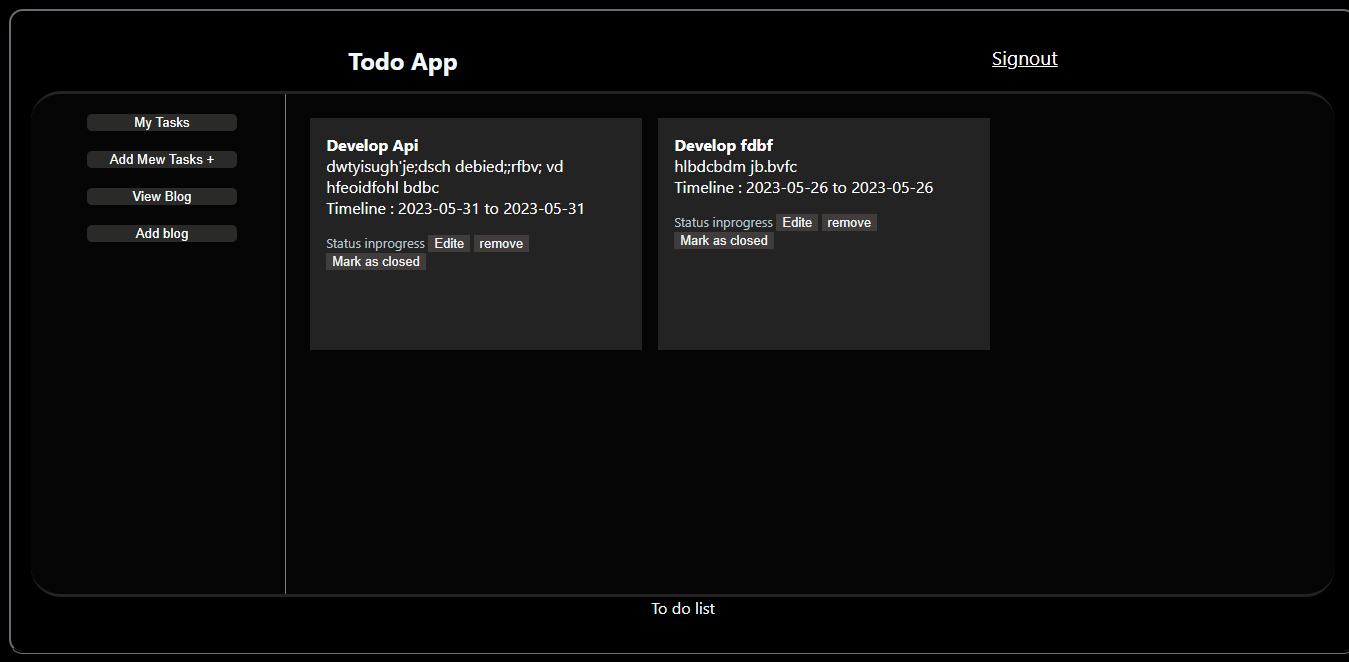 Todo App
Signout
My Tasks
Add Mew Tasks +
View Blog
Add blog
Develop Api
dwtyisugh'je;dsch debied;;rfbv; vd
hfeoidfohl bdbc
Timeline : 2023-05-31 to 2023-05-31
Status inprogress Edite remove
Mark as closed
Develop fdbf
hlbdcbdm jb.bvfc
Timeline : 2023-05-26 to 2023-05-26
Status inprogress Edite remove
Mark as closed
To do list